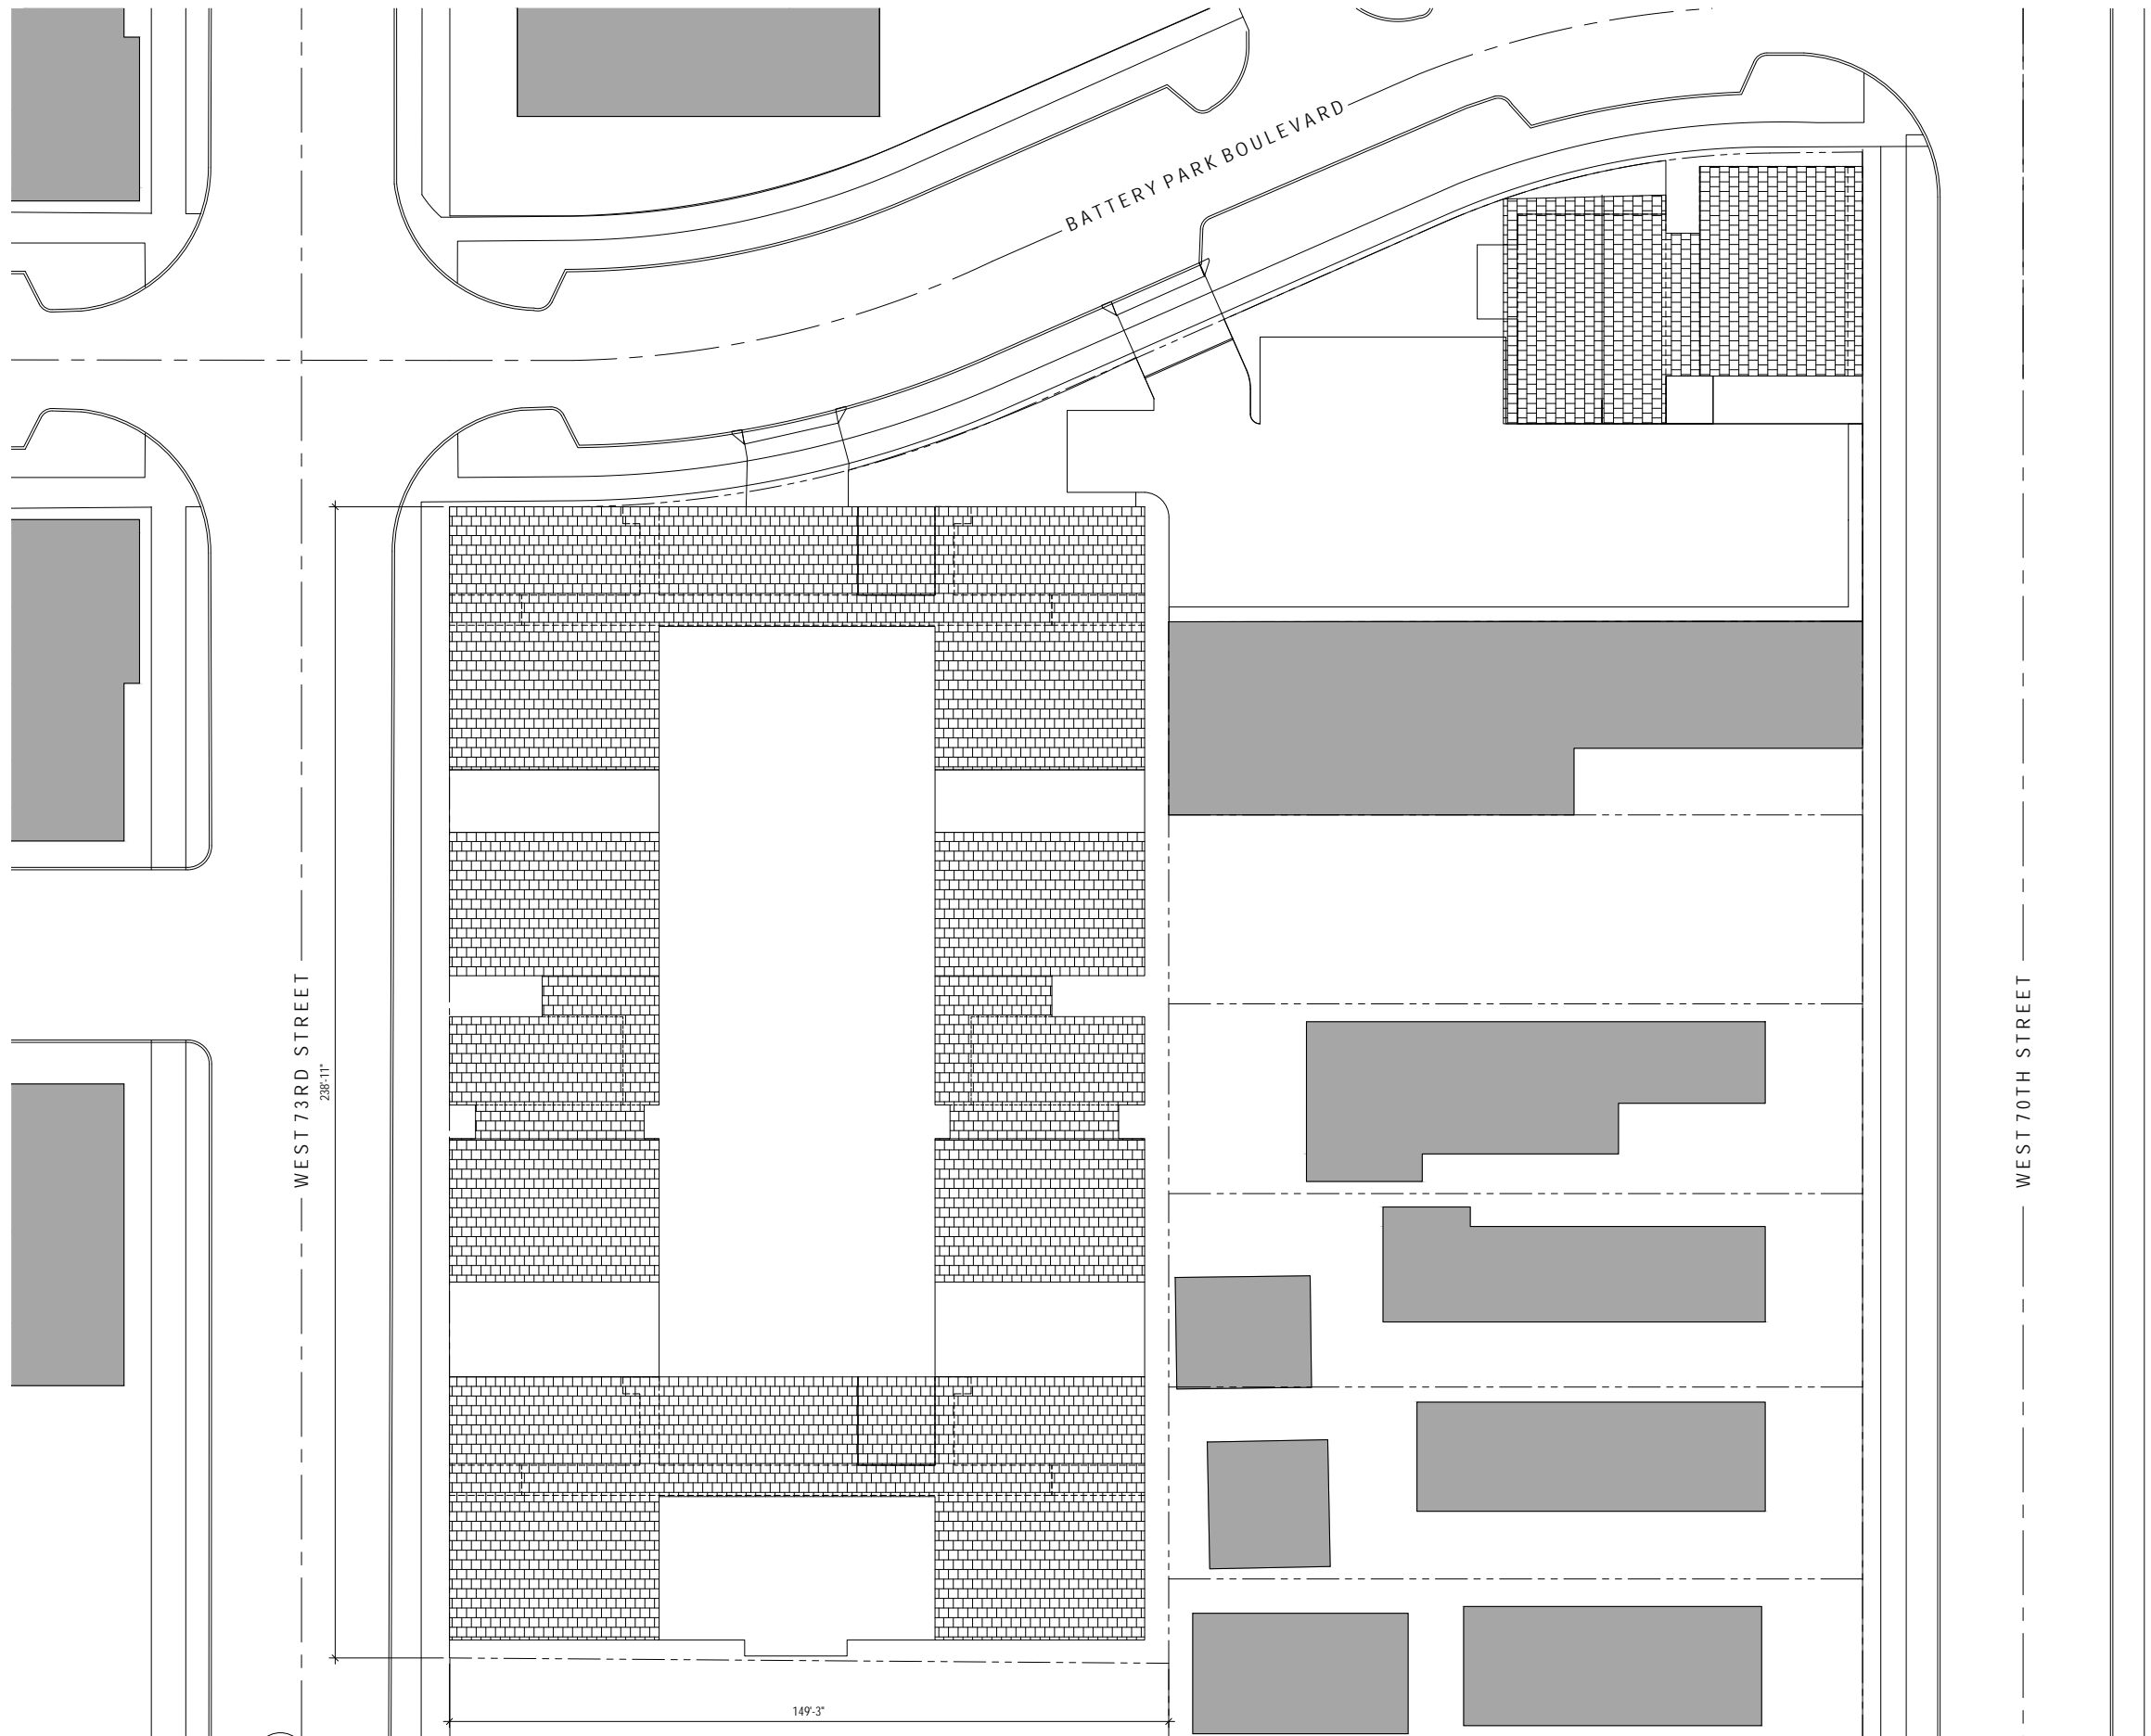 BATTERY PARK BOULEVARD
WEST 73RD STREET
238'-11"
WEST 70TH STREET
149'-3"